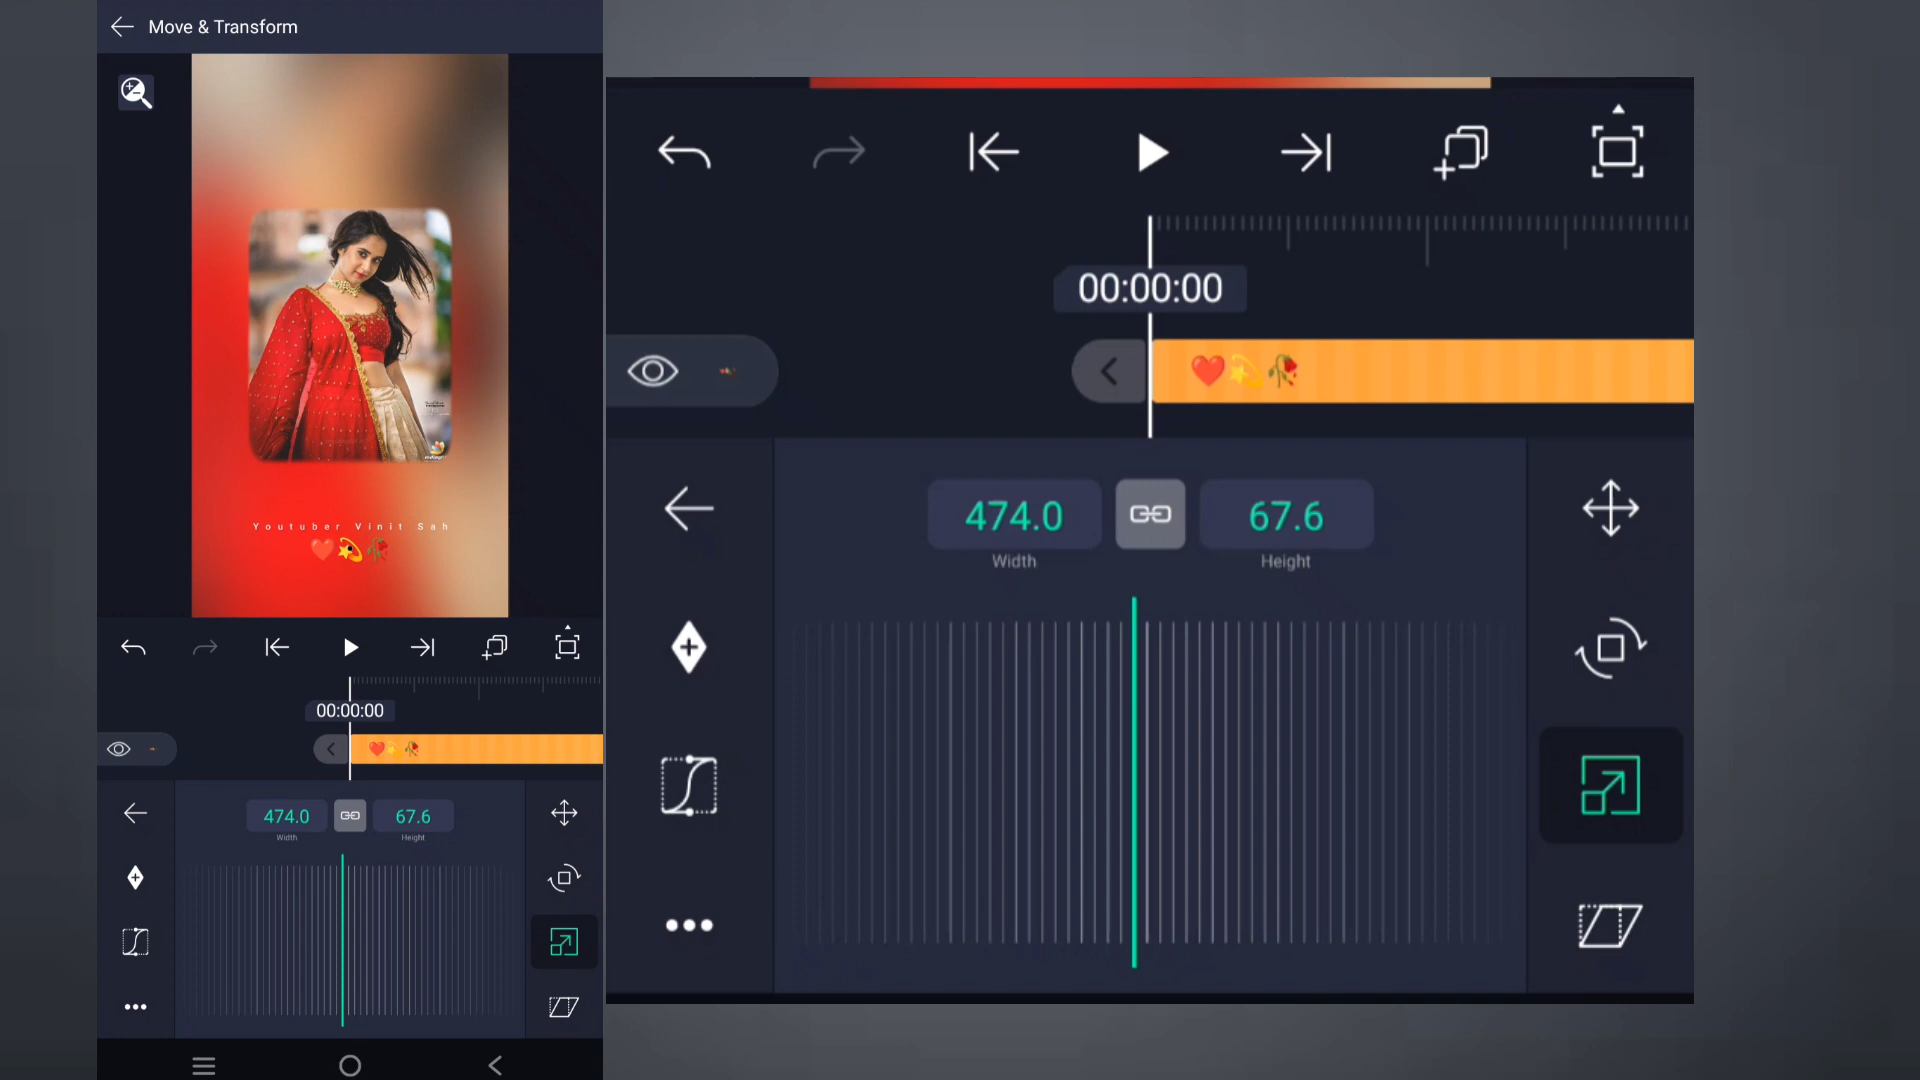 Move & Transform
Youtuber Vinit Sah
❤️💫🥀
00:00:00
❤️💫🥀
474.0
67.6
Width
Height
00:00:00
❤️💫🥀
474.0
67.6
Width
Height